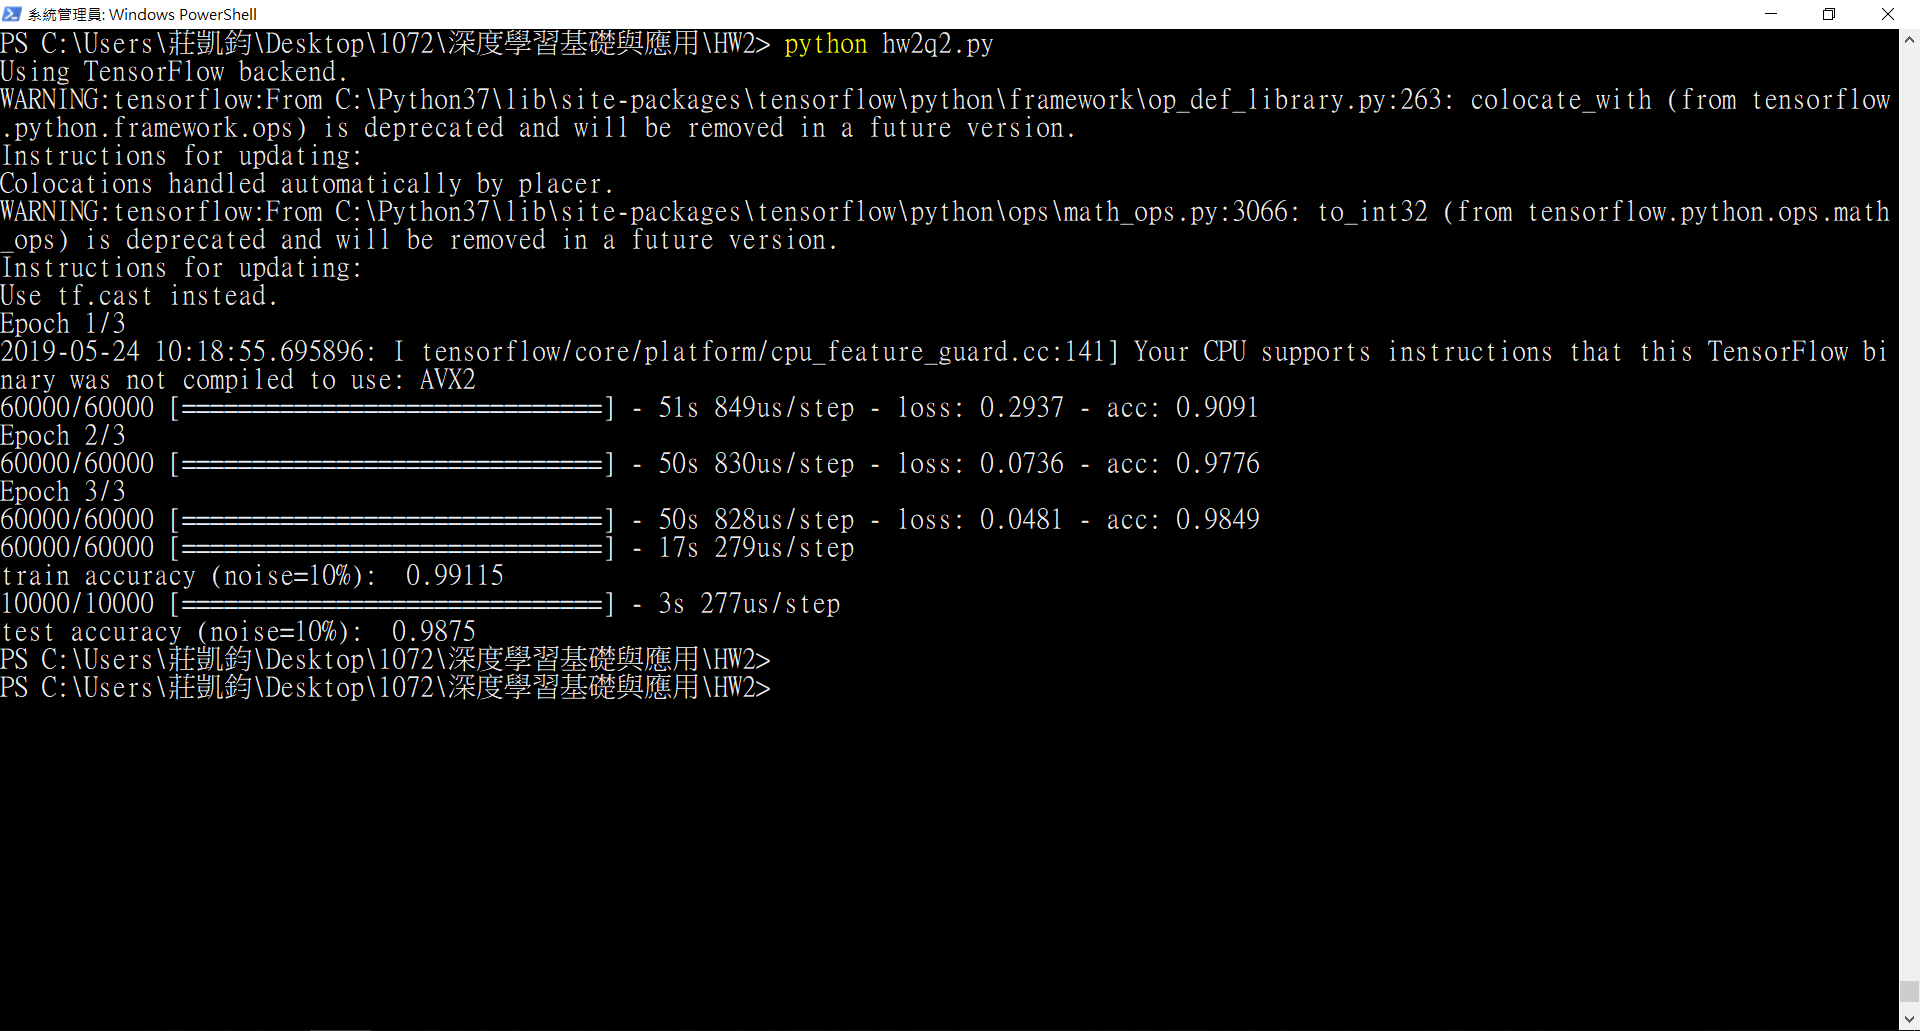 系統管理員: Windows PowerShell
PS C:\Users\莊凱鈞\Desktop\1072\深度學習基礎與應用\HW2> python hw2q2.py
Using TensorFlow backend.
WARNING:tensorflow:From C:\Python37\lib\site-packages\tensorflow\python\framework\op_def_library.py:263: colocate_with (from tensorflow
.python.framework.ops) is deprecated and will be removed in a future version.
Instructions for updating:
Colocations handled automatically by placer.
WARNING:tensorflow:From C:\Python37\lib\site-packages\tensorflow\python\ops\math_ops.py:3066: to_int32 (from tensorflow.python.ops.math
_ops) is deprecated and will be removed in a future version.
Instructions for updating:
Use tf.cast instead.
Epoch 1/3
2019-05-24 10:18:55.695896: I tensorflow/core/platform/cpu_feature_guard.cc:141] Your CPU supports instructions that this TensorFlow bi
nary was not compiled to use: AVX2
60000/60000 [==============================] - 51s 849us/step - loss: 0.2937 - acc: 0.9091
Epoch 2/3
60000/60000 [==============================] - 50s 830us/step - loss: 0.0736 - acc: 0.9776
Epoch 3/3
60000/60000 [==============================] - 50s 828us/step - loss: 0.0481 - acc: 0.9849
60000/60000 [==============================] - 17s 279us/step
train accuracy (noise=10%):  0.99115
10000/10000 [==============================] - 3s 277us/step
test accuracy (noise=10%):  0.9875
PS C:\Users\莊凱鈞\Desktop\1072\深度學習基礎與應用\HW2>
PS C:\Users\莊凱鈞\Desktop\1072\深度學習基礎與應用\HW2>